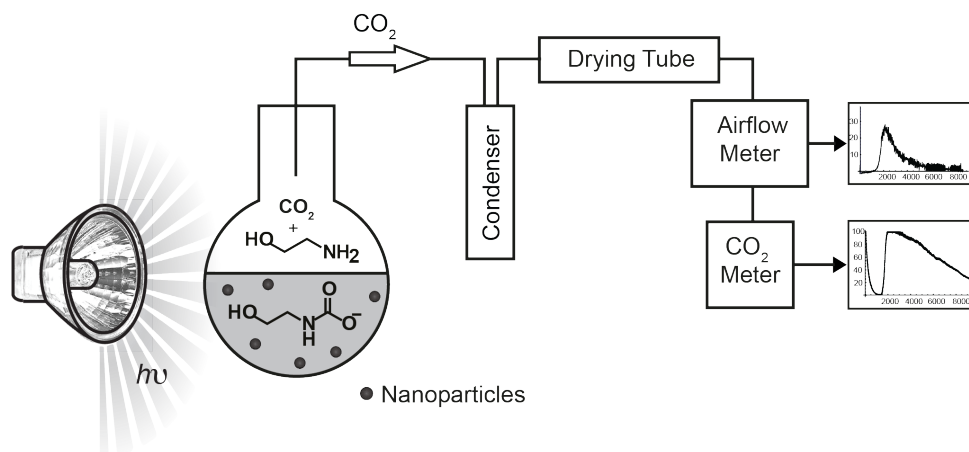 CO2
Drying Tube
Condenser
Airflow
Meter
30
20
10
2000 4000 6000 8000
CO2
Meter
100
80
60
40
20
2000 4000 6000 8000
CO2
+
HO
NH2
HO
N
H
O
O−
hυ
Nanoparticles